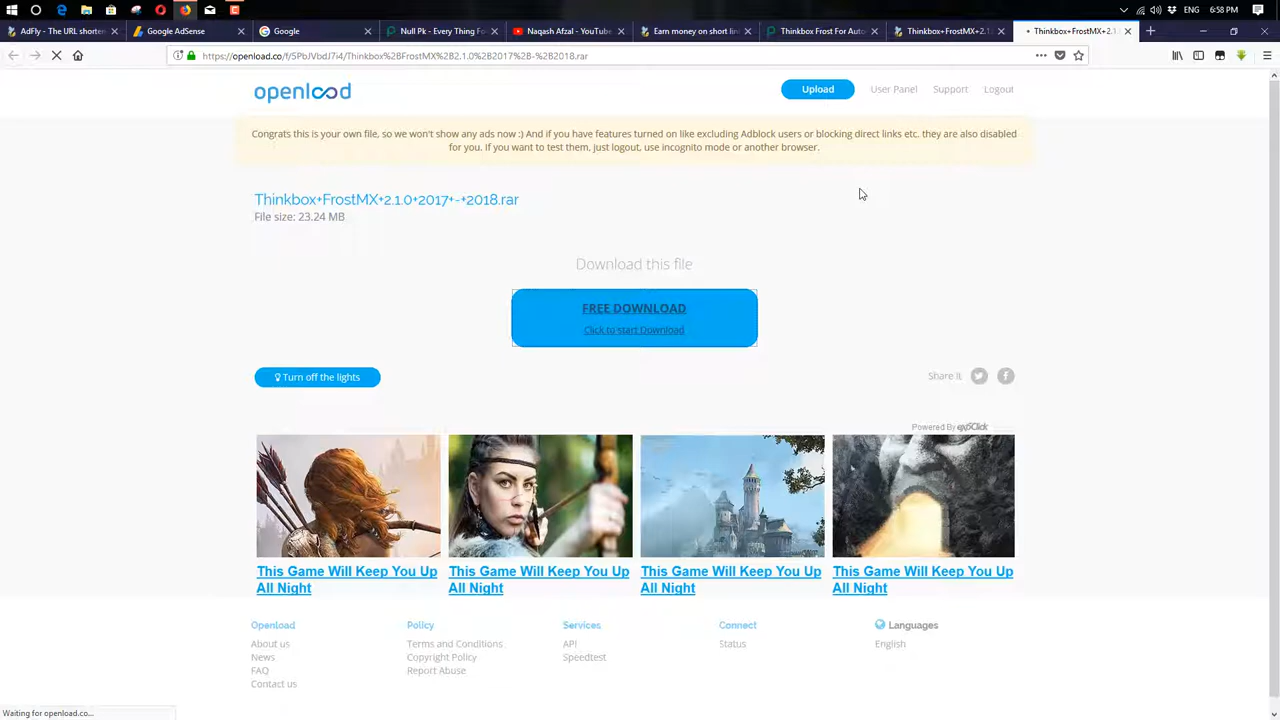 ENG 6:58 PM
AdFly - The URL shorten
Google AdSense
Google
Null Pk - Every Thing Fo
Naqash Afzal - YouTube
Earn money on short lin
Thinkbox Frost For Auto
Thinkbox+FrostMX+2.1
Thinkbox+FrostMX+2.1
https://openload.co/f/5PbJVbdJ7i4/Thinkbox%2BFrostMX%2B2.1.0%2B2017%2B-%2B2018.rar
openload
Upload
User Panel
Support
Logout
Congrats this is your own file, so we won't show any ads now :) And if you have features turned on like excluding Adblock users or blocking direct links etc. they are also disabled
for you. If you want to test them, just logout, use incognito mode or another browser.
Thinkbox+FrostMX+2.1.0+2017+-+2018.rar
File size: 23.24 MB
Download this file
FREE DOWNLOAD
Click to start Download
Turn off the lights
Share it:
Powered By
This Game Will Keep You Up All Night
This Game Will Keep You Up All Night
This Game Will Keep You Up All Night
This Game Will Keep You Up All Night
Openload
Policy
Services
Connect
Languages
About us
Terms and Conditions
API
Status
English
News
Copyright Policy
Speedtest
FAQ
Report Abuse
Contact us
Waiting for openload.co...